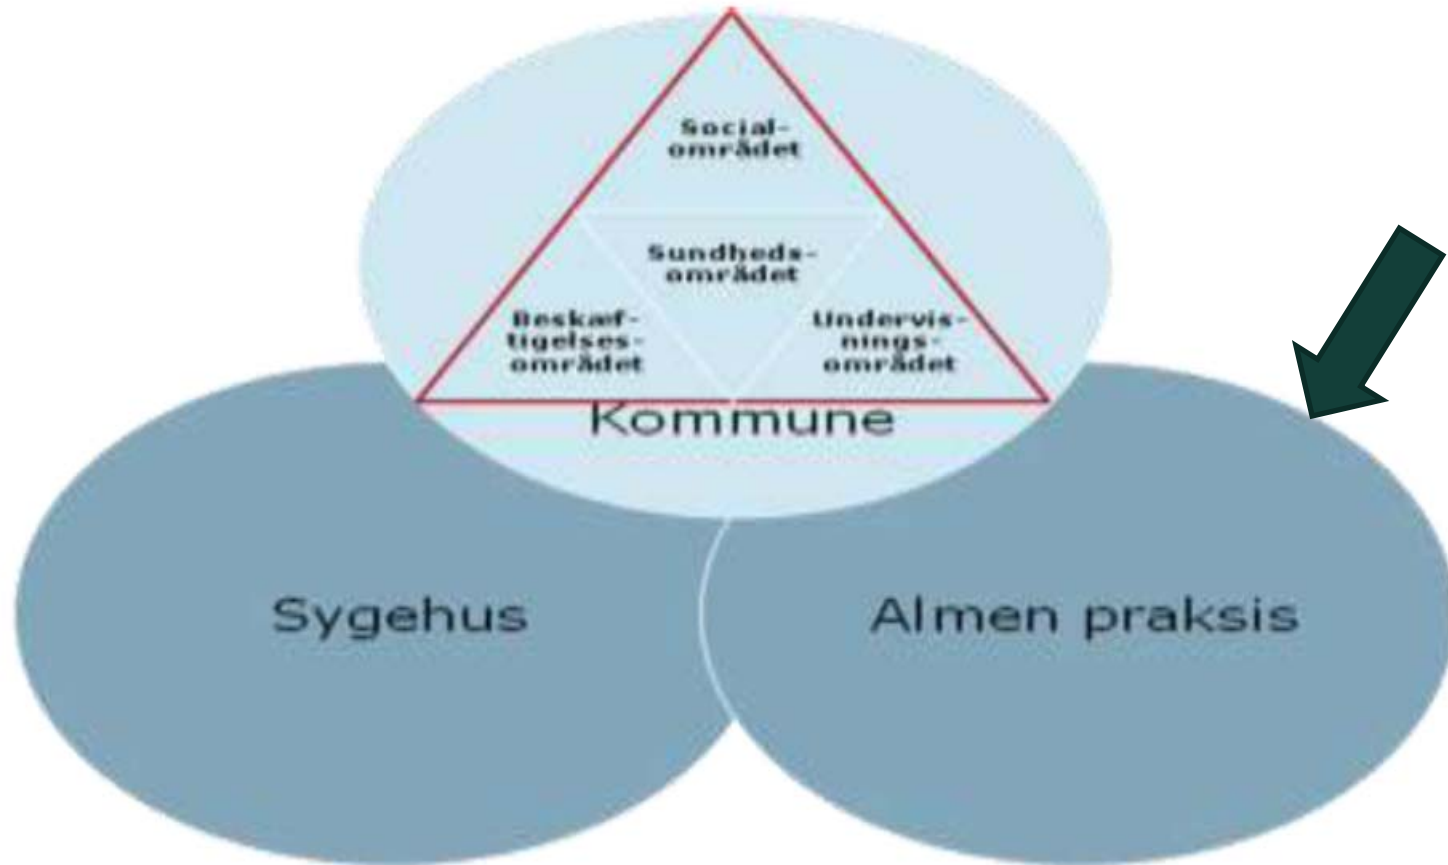 Social-
området
Sundheds-
området
Beskæf-
tigelses-
området
Undervis-
nings-
området
Kommune
Sygehus
Almen praksis